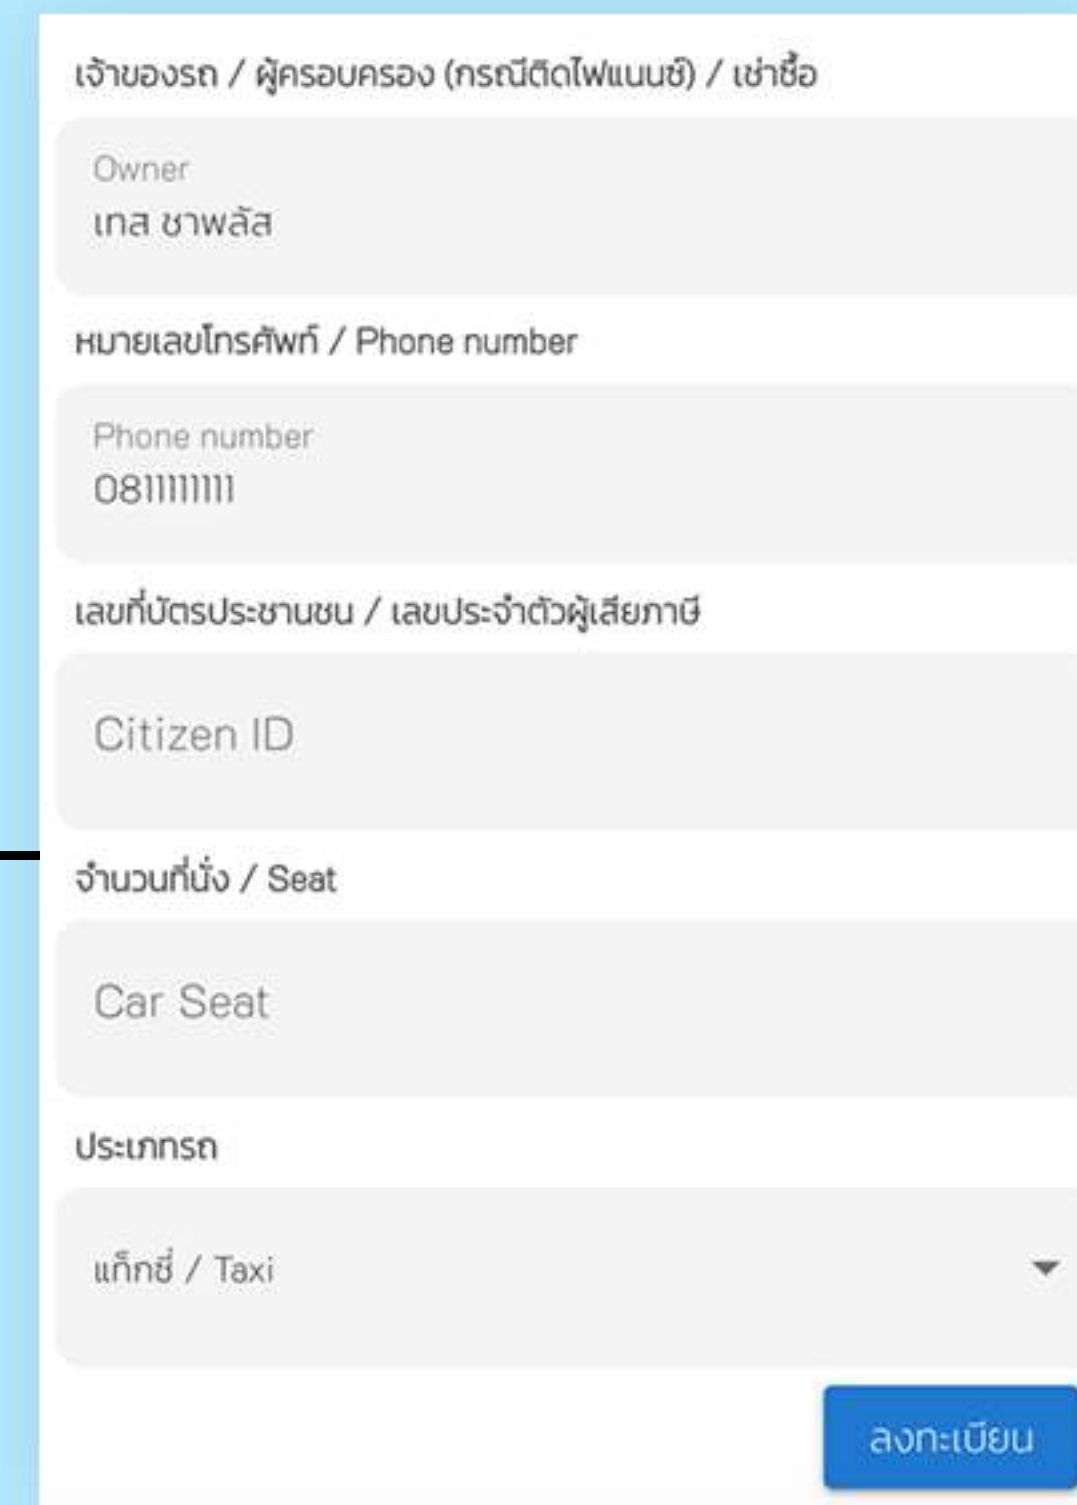 เจ้าของรถ / ผู้ครอบครอง (กรณีติดไฟแนนซ์) / เช่าซื้อ
Owner
เทส ชาพลัส
หมายเลขโทรศัพท์ / Phone number
Phone number
0811111111
เลขที่บัตรประชานชน / เลขประจำตัวผู้เสียภาษี
Citizen ID
จำนวนที่นั่ง / Seat
Car Seat
ประเภทรถ
แท็กซี่ / Taxi
ลงทะเบียน